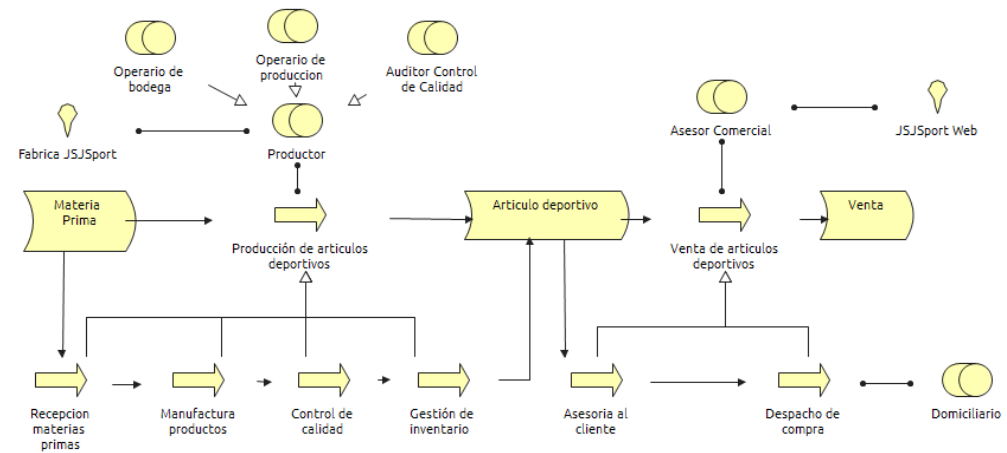 Operario de
bodega
Operario de
produccion
Auditor Control
de Calidad
Fabrica JSJSport
Productor
Asesor Comercial
JSJSport Web
Materia
Prima
Producción de articulos
deportivos
Articulo deportivo
Venta de articulos
deportivos
Venta
Recepcion
materias
primas
Manufactura
productos
Control de
calidad
Gestión de
inventario
Asesoria al
cliente
Despacho de
compra
Domiciliario